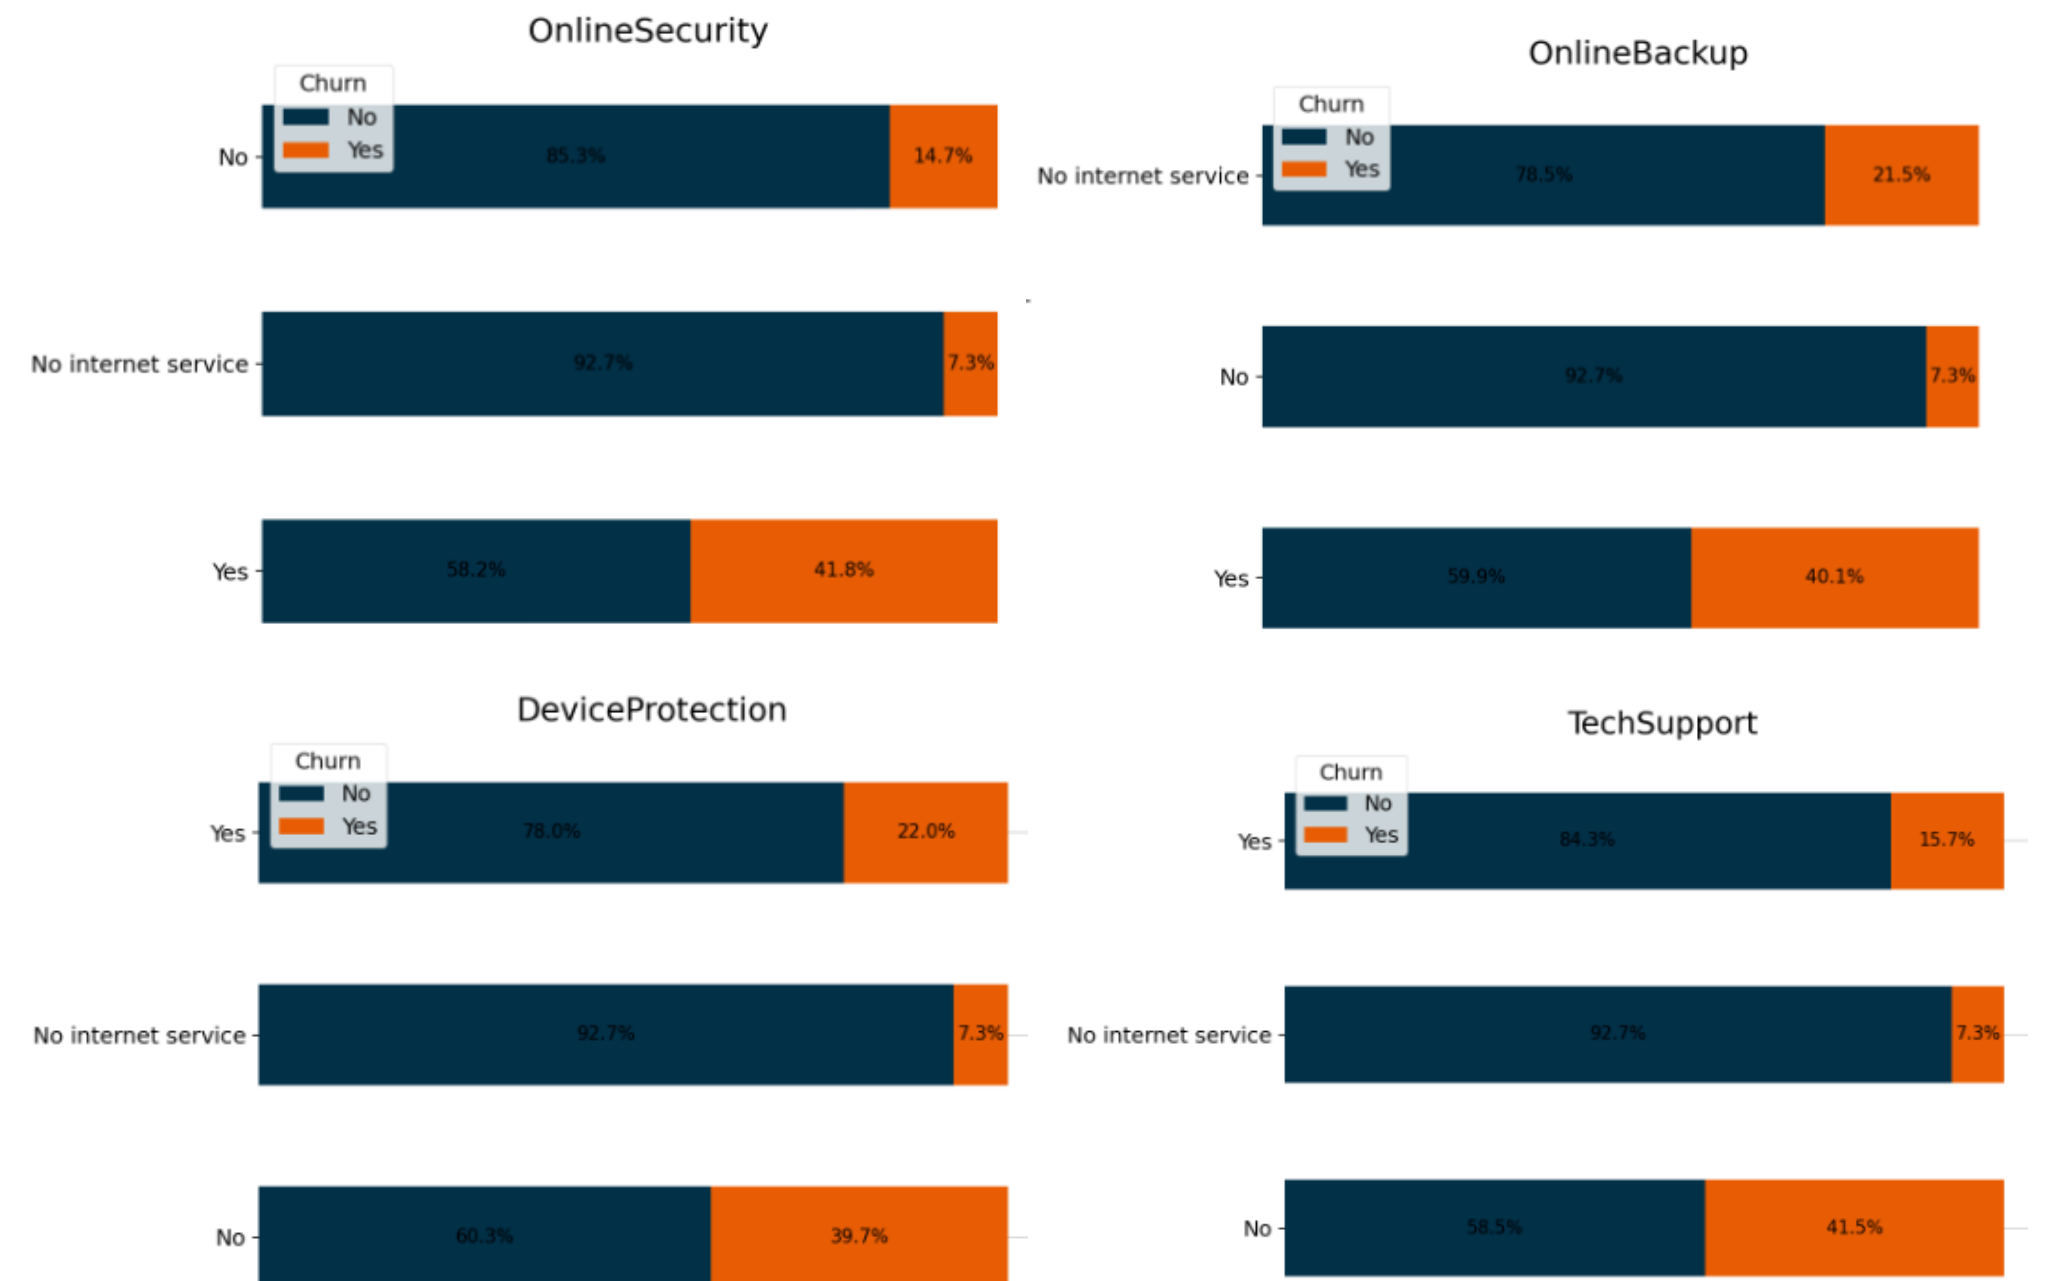 OnlineSecurity
Churn
No
Yes
No
85.3%
14.7%
No internet service
92.7%
7.3%
Yes
58.2%
41.8%
OnlineBackup
Churn
No
Yes
No internet service
78.5%
21.5%
No
92.7%
7.3%
Yes
59.9%
40.1%
DeviceProtection
Churn
No
Yes
Yes
78.0%
22.0%
No internet service
92.7%
7.3%
No
60.3%
39.7%
TechSupport
Churn
No
Yes
Yes
84.3%
15.7%
No internet service
92.7%
7.3%
No
58.5%
41.5%